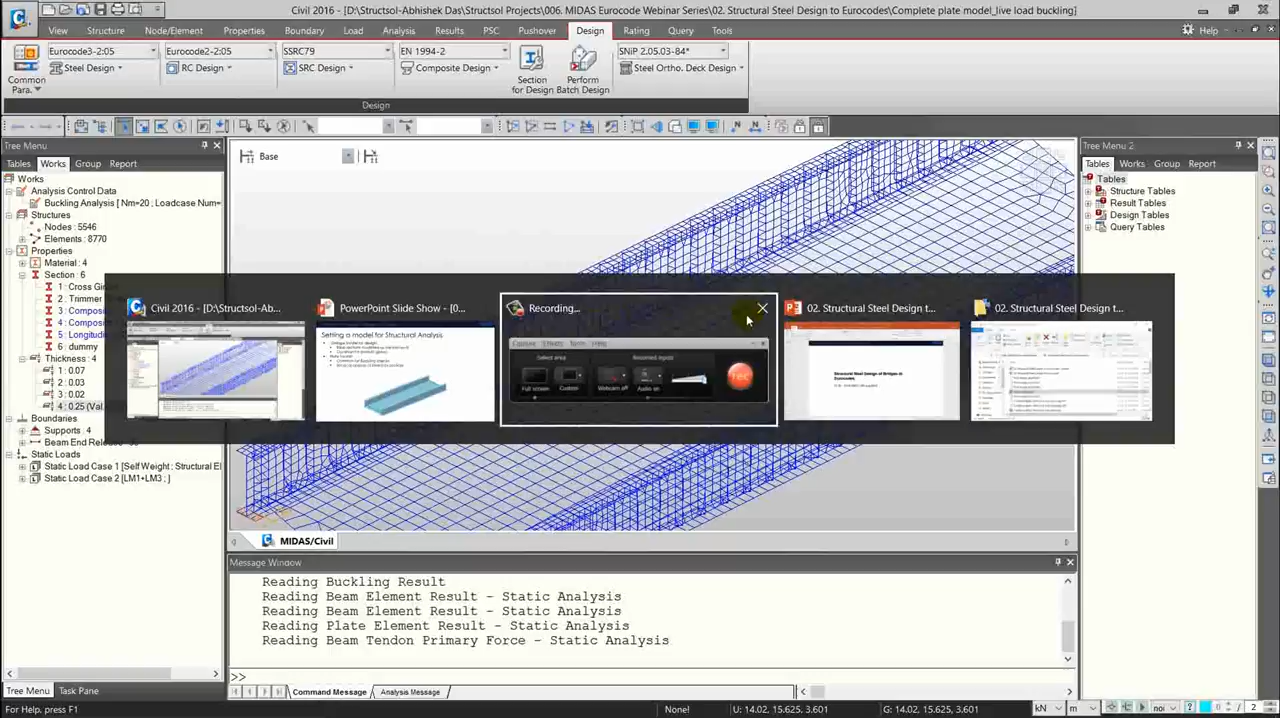 Civil 2016 - [D:\Structsol-Abhishek Das\Structsol Projects\006. MIDAS Eurocode Webinar Series\02. Structural Steel Design to Eurocodes\Complete plate model_live load buckling]
View Structure Node/Element Properties Boundary Load Analysis Results PSC Pushover Design Rating Query Tools Help
Eurocode3-2:05 Eurocode2-2:05 SSRC79 EN 1994-2 SNiP 2.05.03-84*
Steel Design RC Design SRC Design Composite Design Steel Ortho. Deck Design
Common Para. Section for Design Perform Batch Design
Design
Tree Menu
Tables Works Group Report
Works
Analysis Control Data
Buckling Analysis [ Nm=20 , Loadcase Num=
Structures
Nodes : 5546
Elements : 8770
Properties
Material : 4
Section : 6
1 : Cross Gir
2 : Trimmer
3 : Compos
4 : Compos
5 : Longitud
6 : dummy
Thickness : 4
1 : 0.07
2 : 0.03
3 : 0.02
4 : 0.25 (Val.
Boundaries
Supports : 4
Beam End Release
Static Loads
Static Load Case 1 [Self Weight ; Structural El
Static Load Case 2 [LM1+LM3 ; ]
Tree Menu Task Pane
Base
Civil 2016 - [D:\Structsol-Ab...
PowerPoint Slide Show - [0...
Recording...
02. Structural Steel Design t...
02. Structural Steel Design t...
Setting a model for Structural Analysis
Full screen Custom Webcam off Audio on
Structural Steel Design of Bridges to
Eurocodes
MIDAS/Civil
Message Window
Reading Buckling Result
Reading Beam Element Result - Static Analysis
Reading Beam Element Result - Static Analysis
Reading Plate Element Result - Static Analysis
Reading Beam Tendon Primary Force - Static Analysis
>>
Command Message Analysis Message
Tree Menu 2
Tables Works Group Report
Tables
Structure Tables
Result Tables
Design Tables
Query Tables
For Help, press F1 None! U: 14.02, 15.625, 3.601 G: 14.02, 15.625, 3.601 kN m noi 2